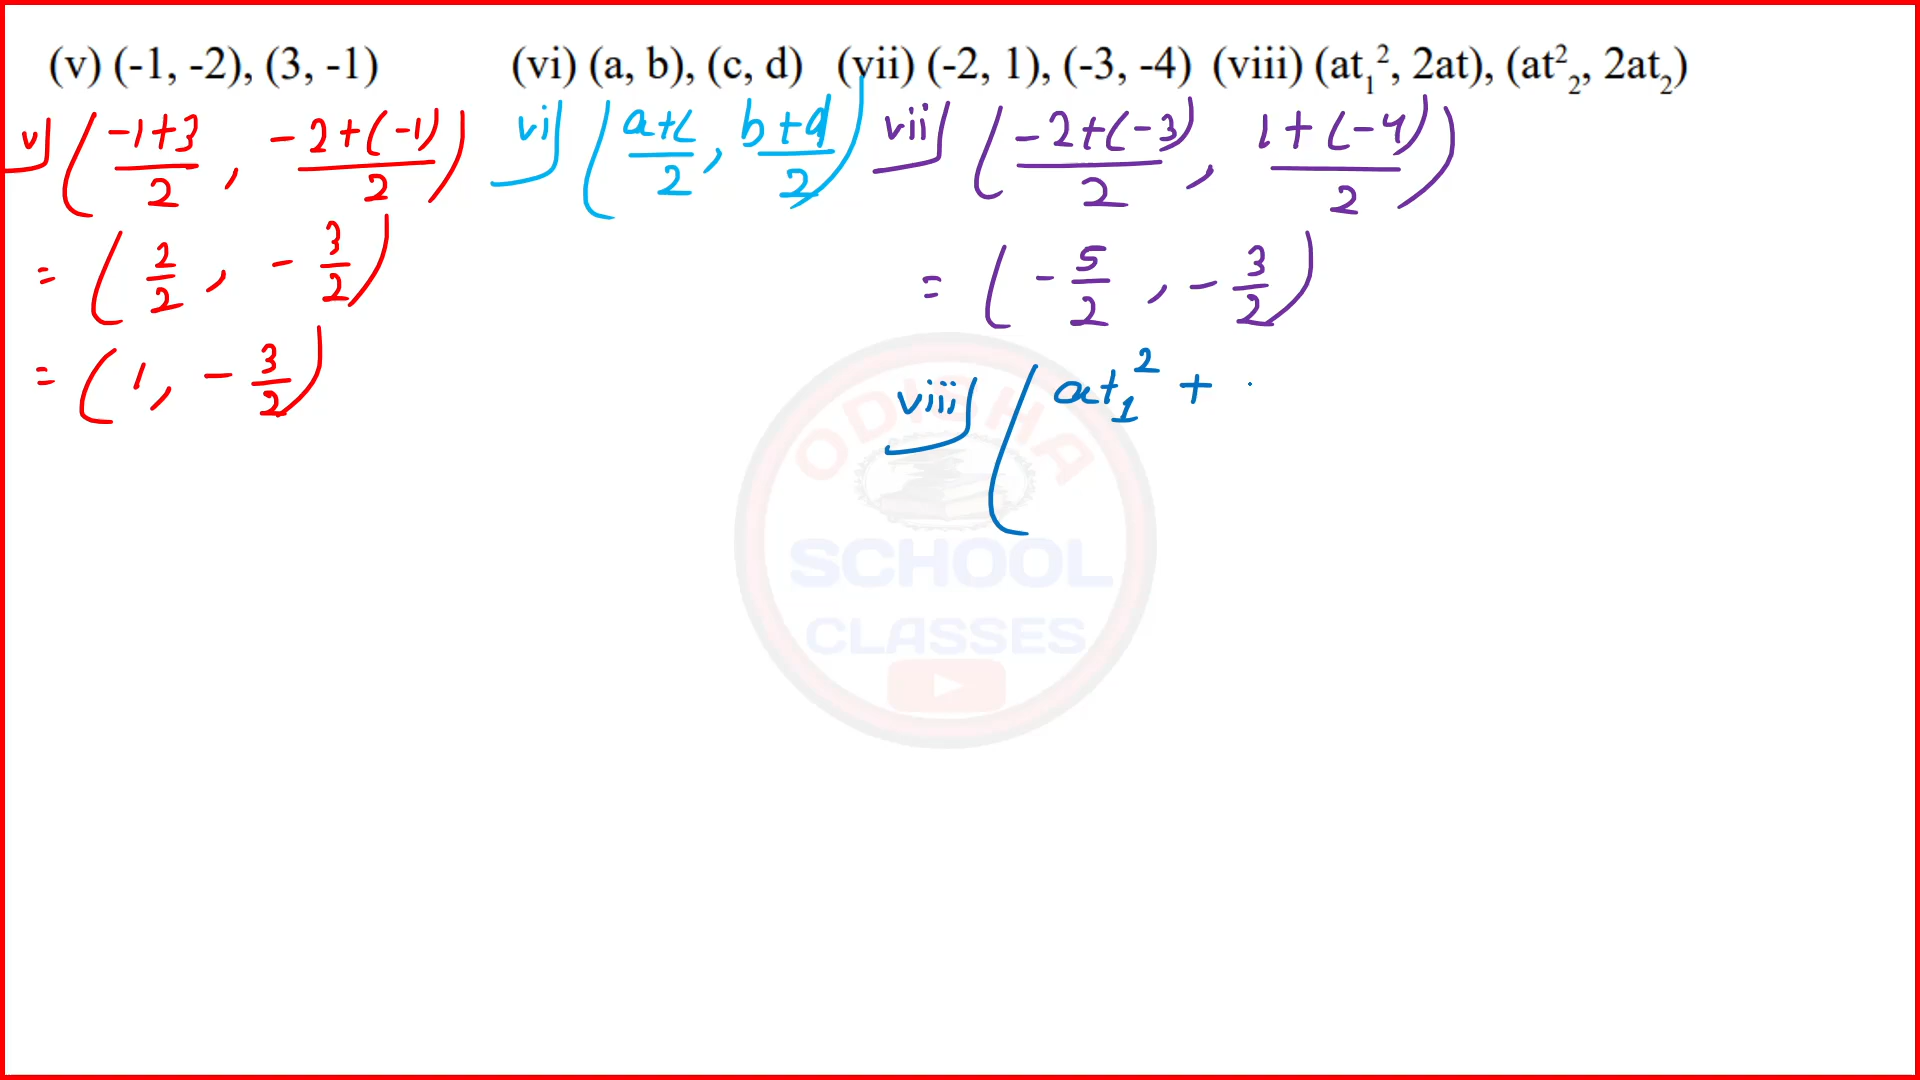 (v) (-1, -2), (3, -1) (vi) (a, b), (c, d) (vii) (-2, 1), (-3, -4) (viii) (at₁², 2at), (at²₂, 2at₂)
v) (-1+3/2, -2+(-1)/2)
= (2/2, -3/2)
= (1, -3/2)
vi) (a+c/2, b+d/2)
vii) (-2+(-3)/2, 1+(-4)/2)
= (-5/2, -3/2)
viii) (at₁² +
ODISHA
SCHOOL
CLASSES